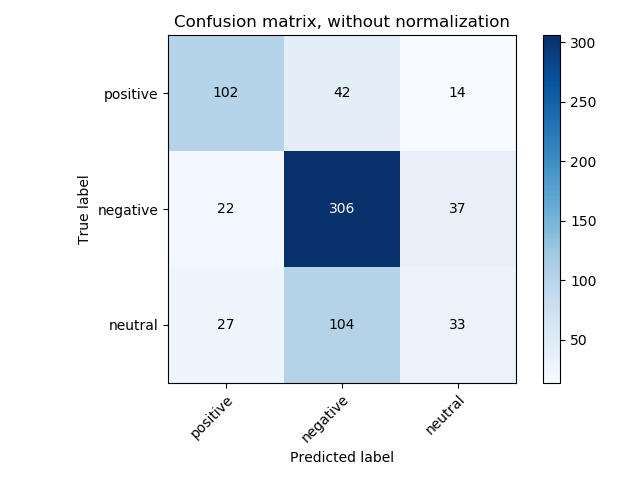 Confusion matrix, without normalization
True label
positive 102 42 14
negative 22 306 37
neutral 27 104 33
positive negative neutral
Predicted label
300
250
200
150
100
50